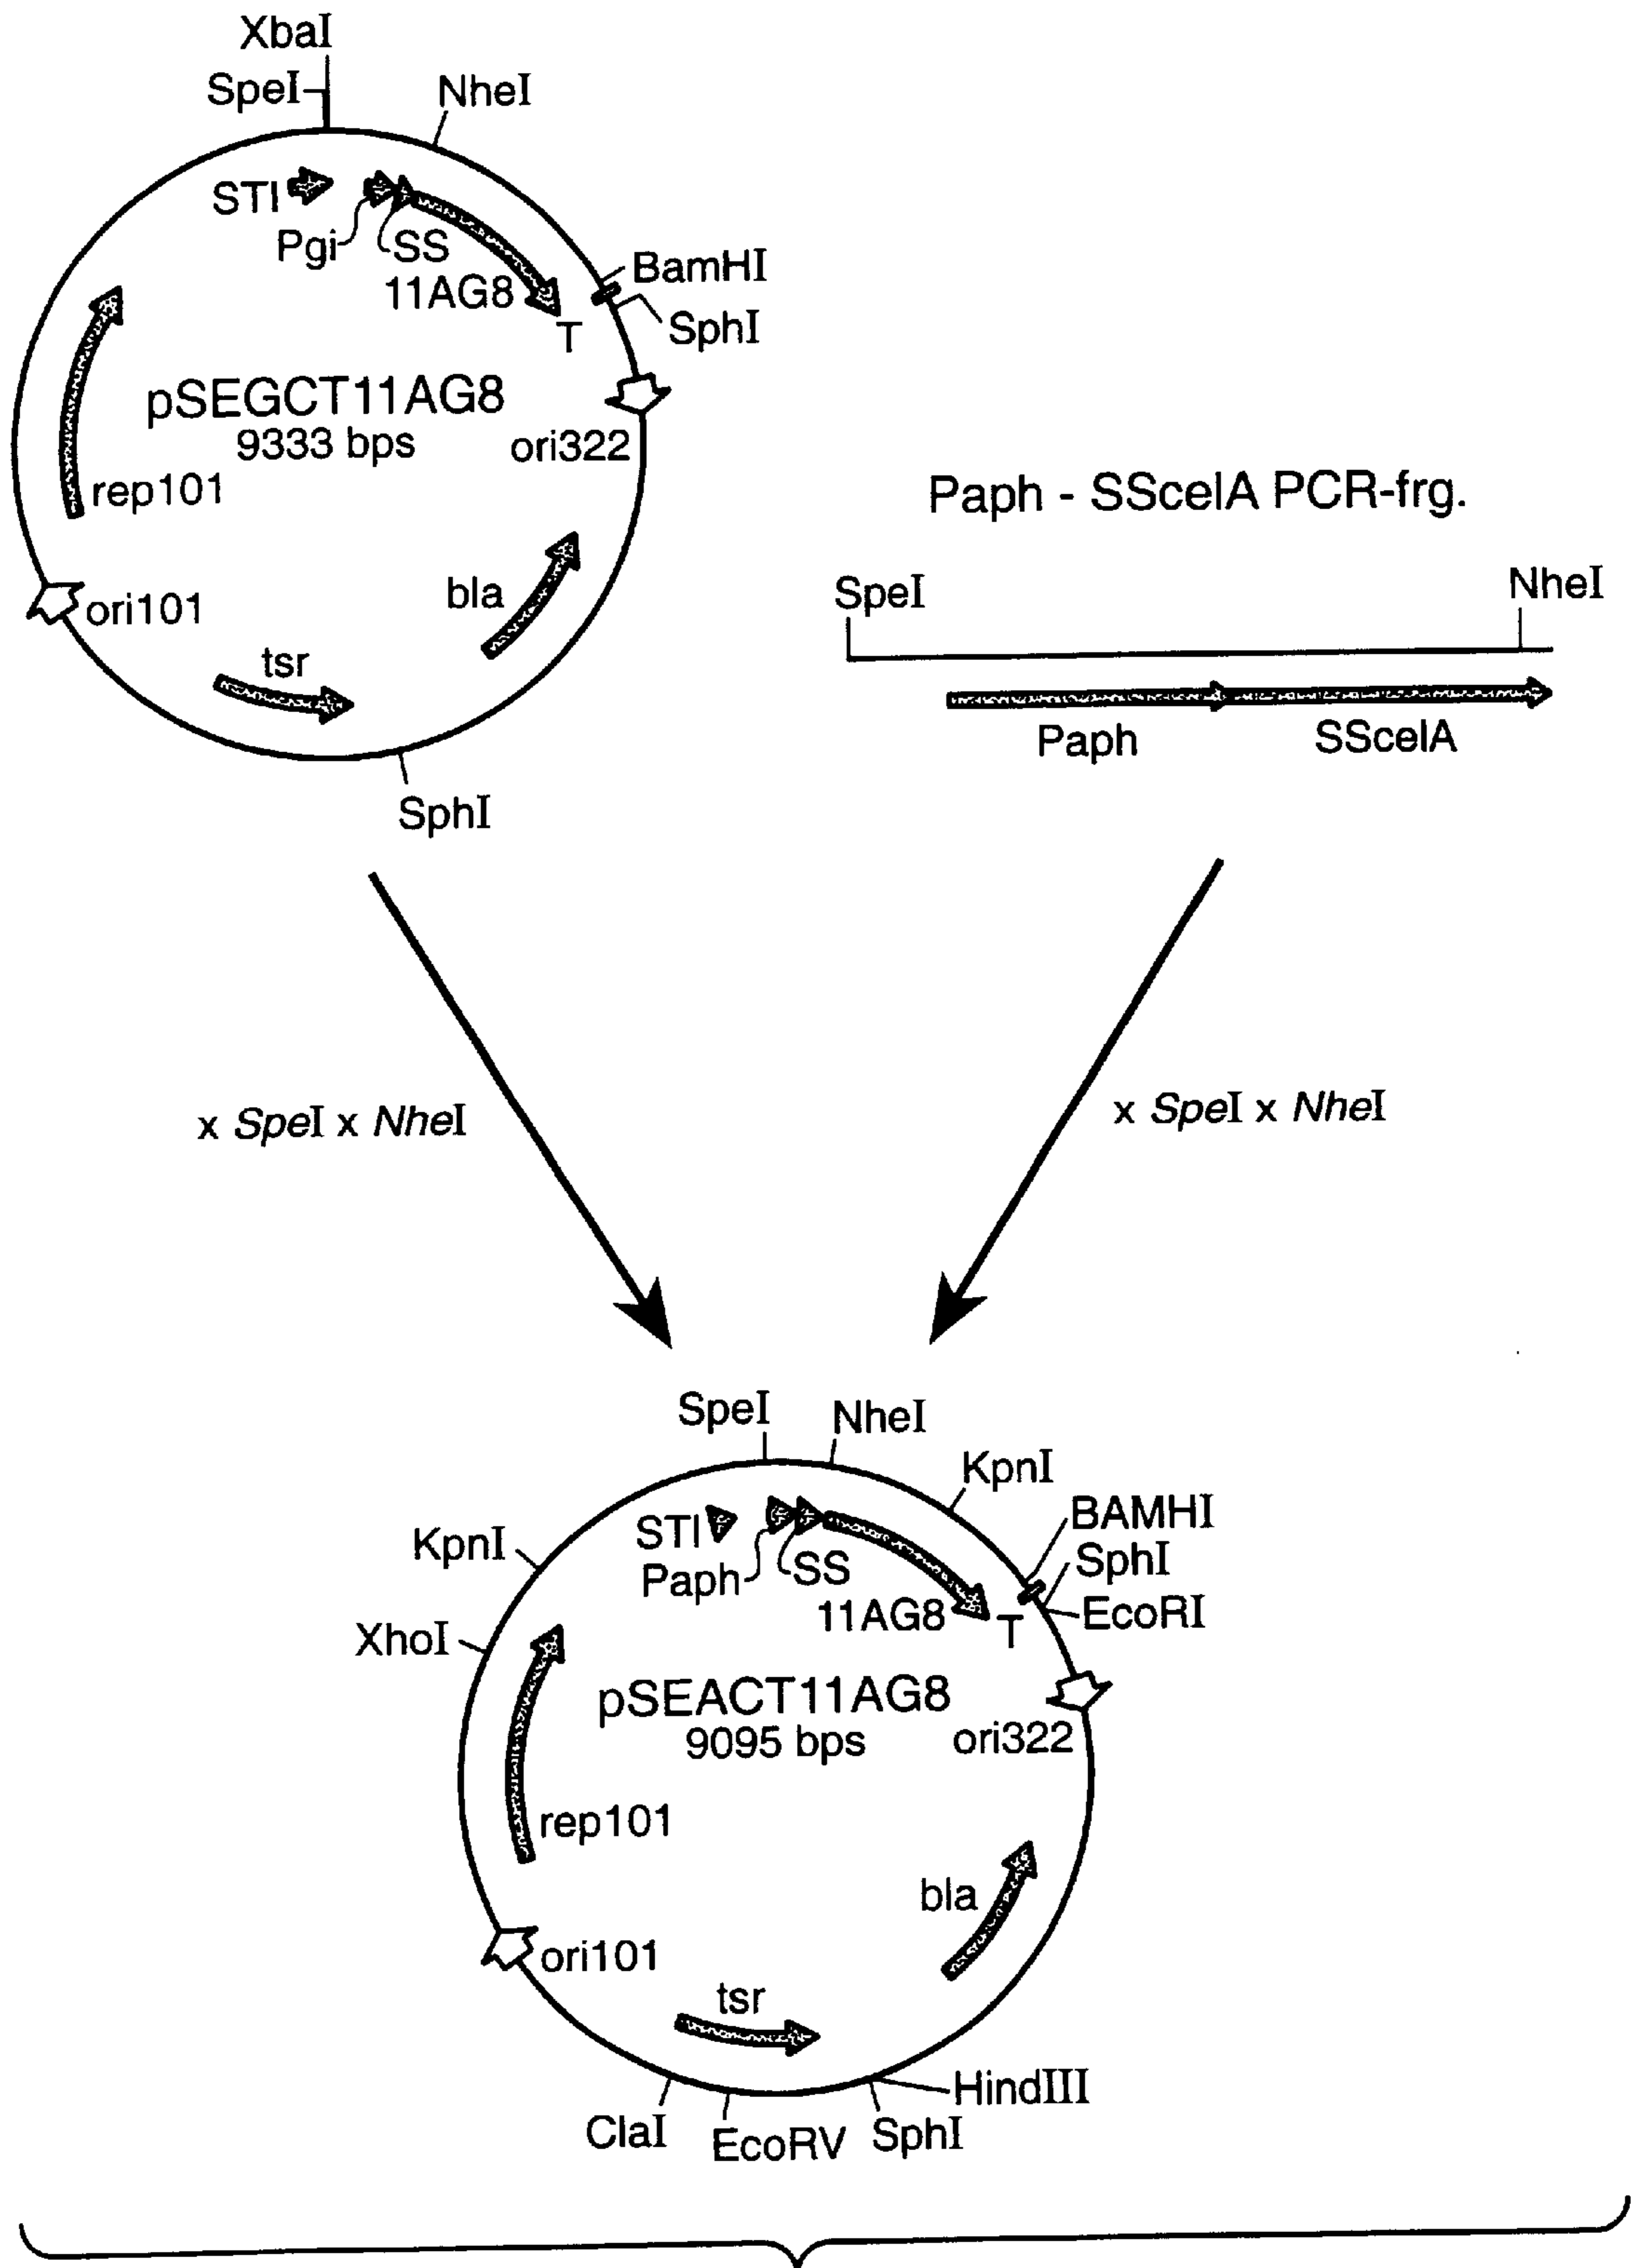 XbaI
SpeI
NheI
STI
Pgi
SS
11AG8
BamHI
SphI
T
pSEGCT11AG8
9333 bps
ori322
rep101
ori101
bla
tsr
SphI
Paph - SScelA PCR-frg.
SpeI
NheI
Paph
SScelA
x SpeI x NheI
x SpeI x NheI
SpeI
NheI
KpnI
BAMHI
SphI
EcoRI
STI
Paph
SS
11AG8
T
KpnI
XhoI
pSEACT11AG8
9095 bps
ori322
rep101
bla
ori101
tsr
HindIII
ClaI
EcoRV
SphI